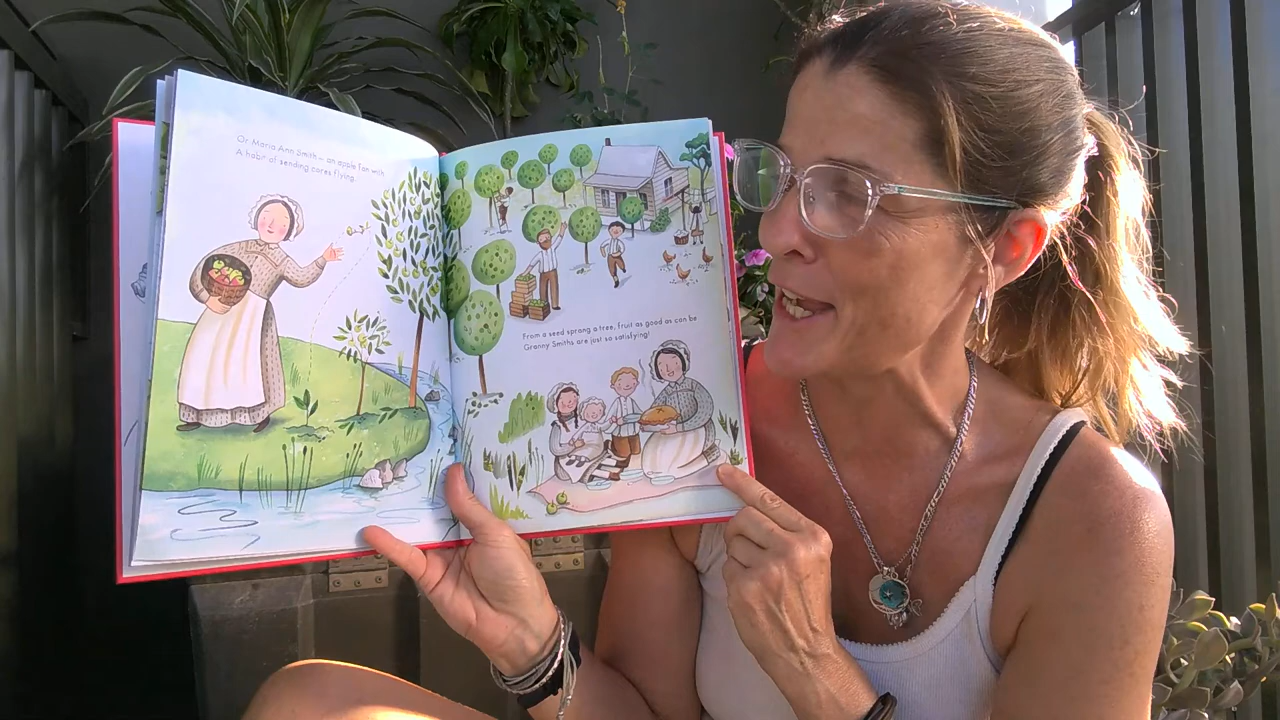 Or Maria Ann Smith – an apple fan with
A habit of sending cores flying.
From a seed sprang a tree, fruit as good as can be
Granny Smiths are just so satisfying!